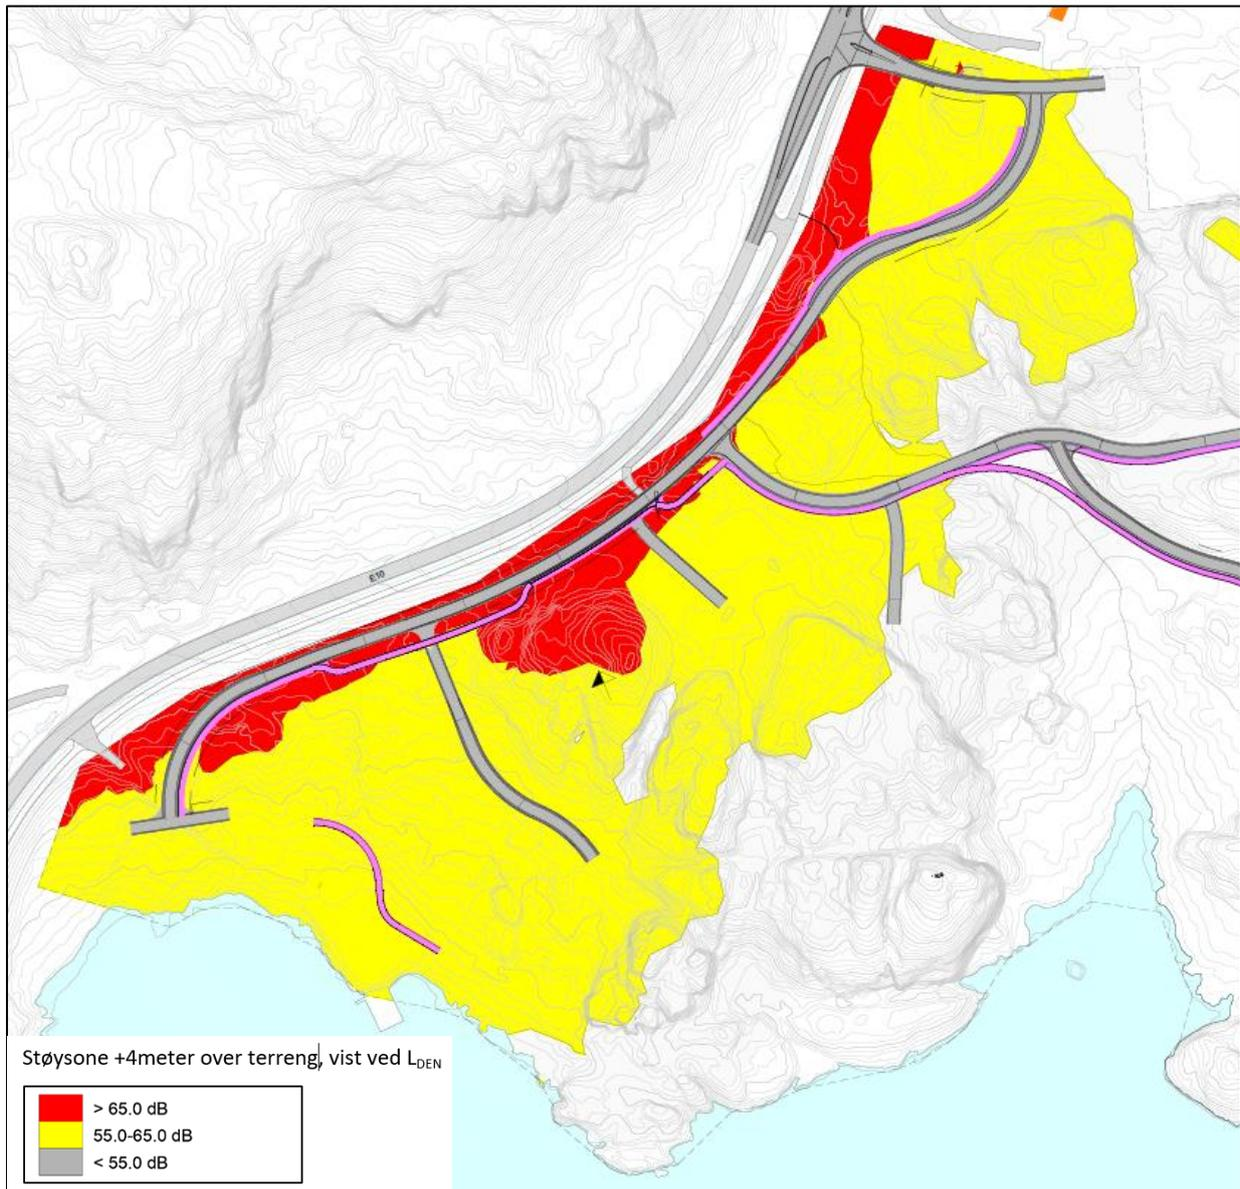 E10
Støysone +4meter over terreng, vist ved LDEN
> 65.0 dB
55.0-65.0 dB
< 55.0 dB